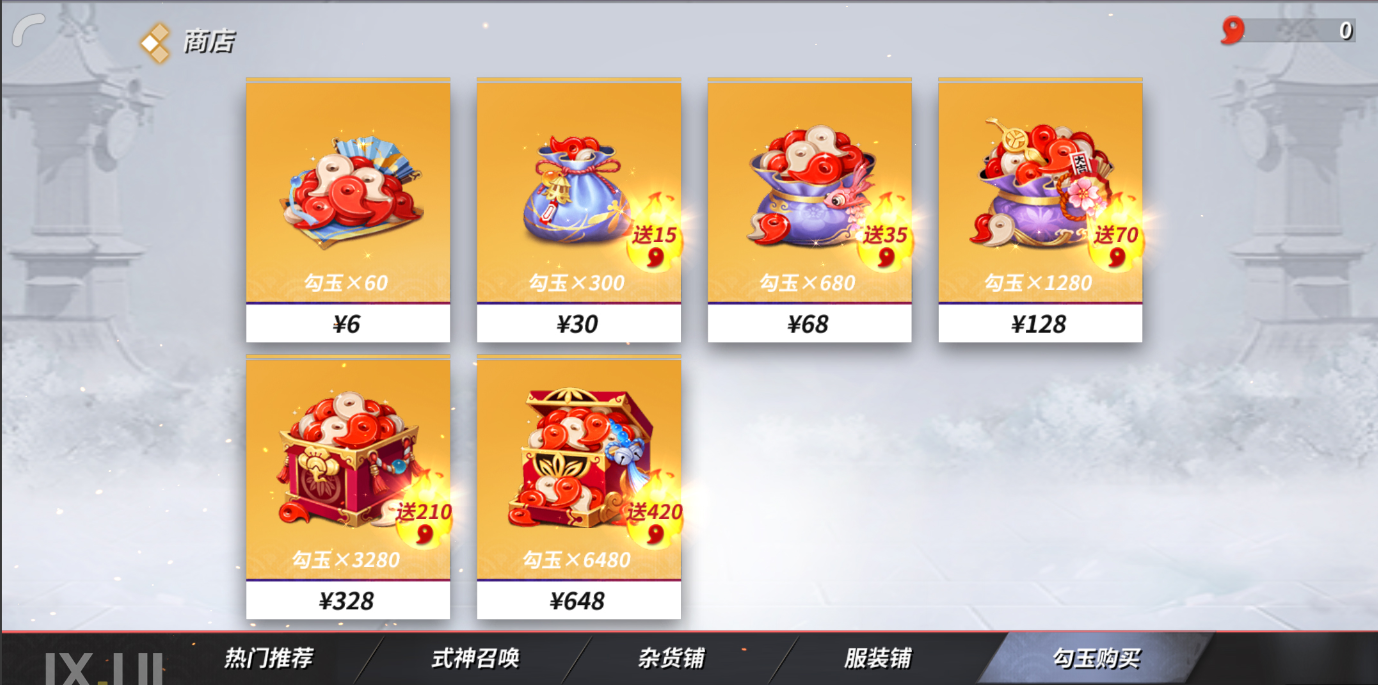 商店
0
送15
送35
送70
勾玉×60
勾玉×300
勾玉×680
勾玉×1280
¥6
¥30
¥68
¥128
送210
送420
勾玉×3280
勾玉×6480
¥328
¥648
热门推荐
式神召唤
杂货铺
服装铺
勾玉购买